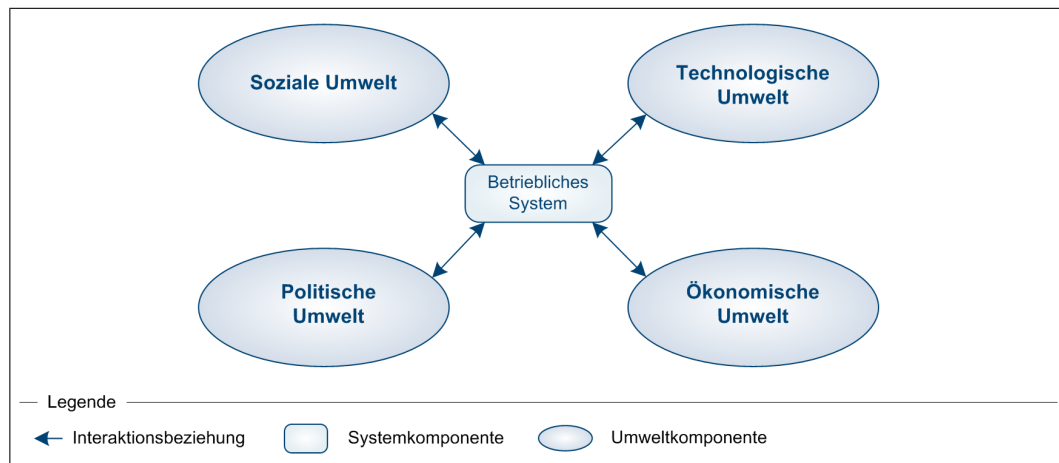 Soziale Umwelt
Technologische
Umwelt
Betriebliches
System
Politische
Umwelt
Ökonomische
Umwelt
Legende
Interaktionsbeziehung
Systemkomponente
Umweltkomponente